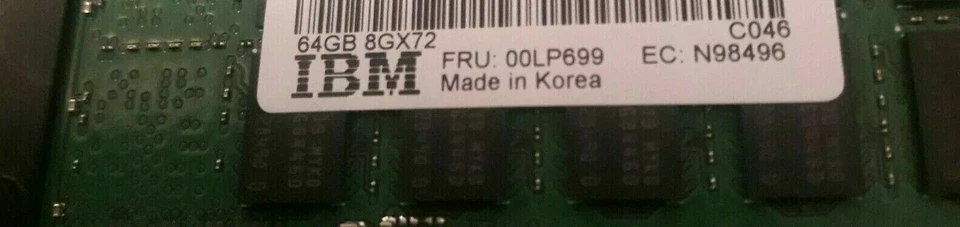 C046
64GB 8GX72
IBM FRU: 00LP699 EC: N98496
Made in Korea